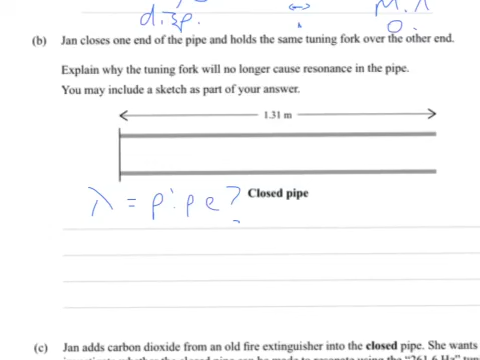 disp.
(b) Jan closes one end of the pipe and holds the same tuning fork over the other end.
Explain why the tuning fork will no longer cause resonance in the pipe.
You may include a sketch as part of your answer.
1.31 m
λ = pipe?
Closed pipe
(c) Jan adds carbon dioxide from an old fire extinguisher into the closed pipe. She wants